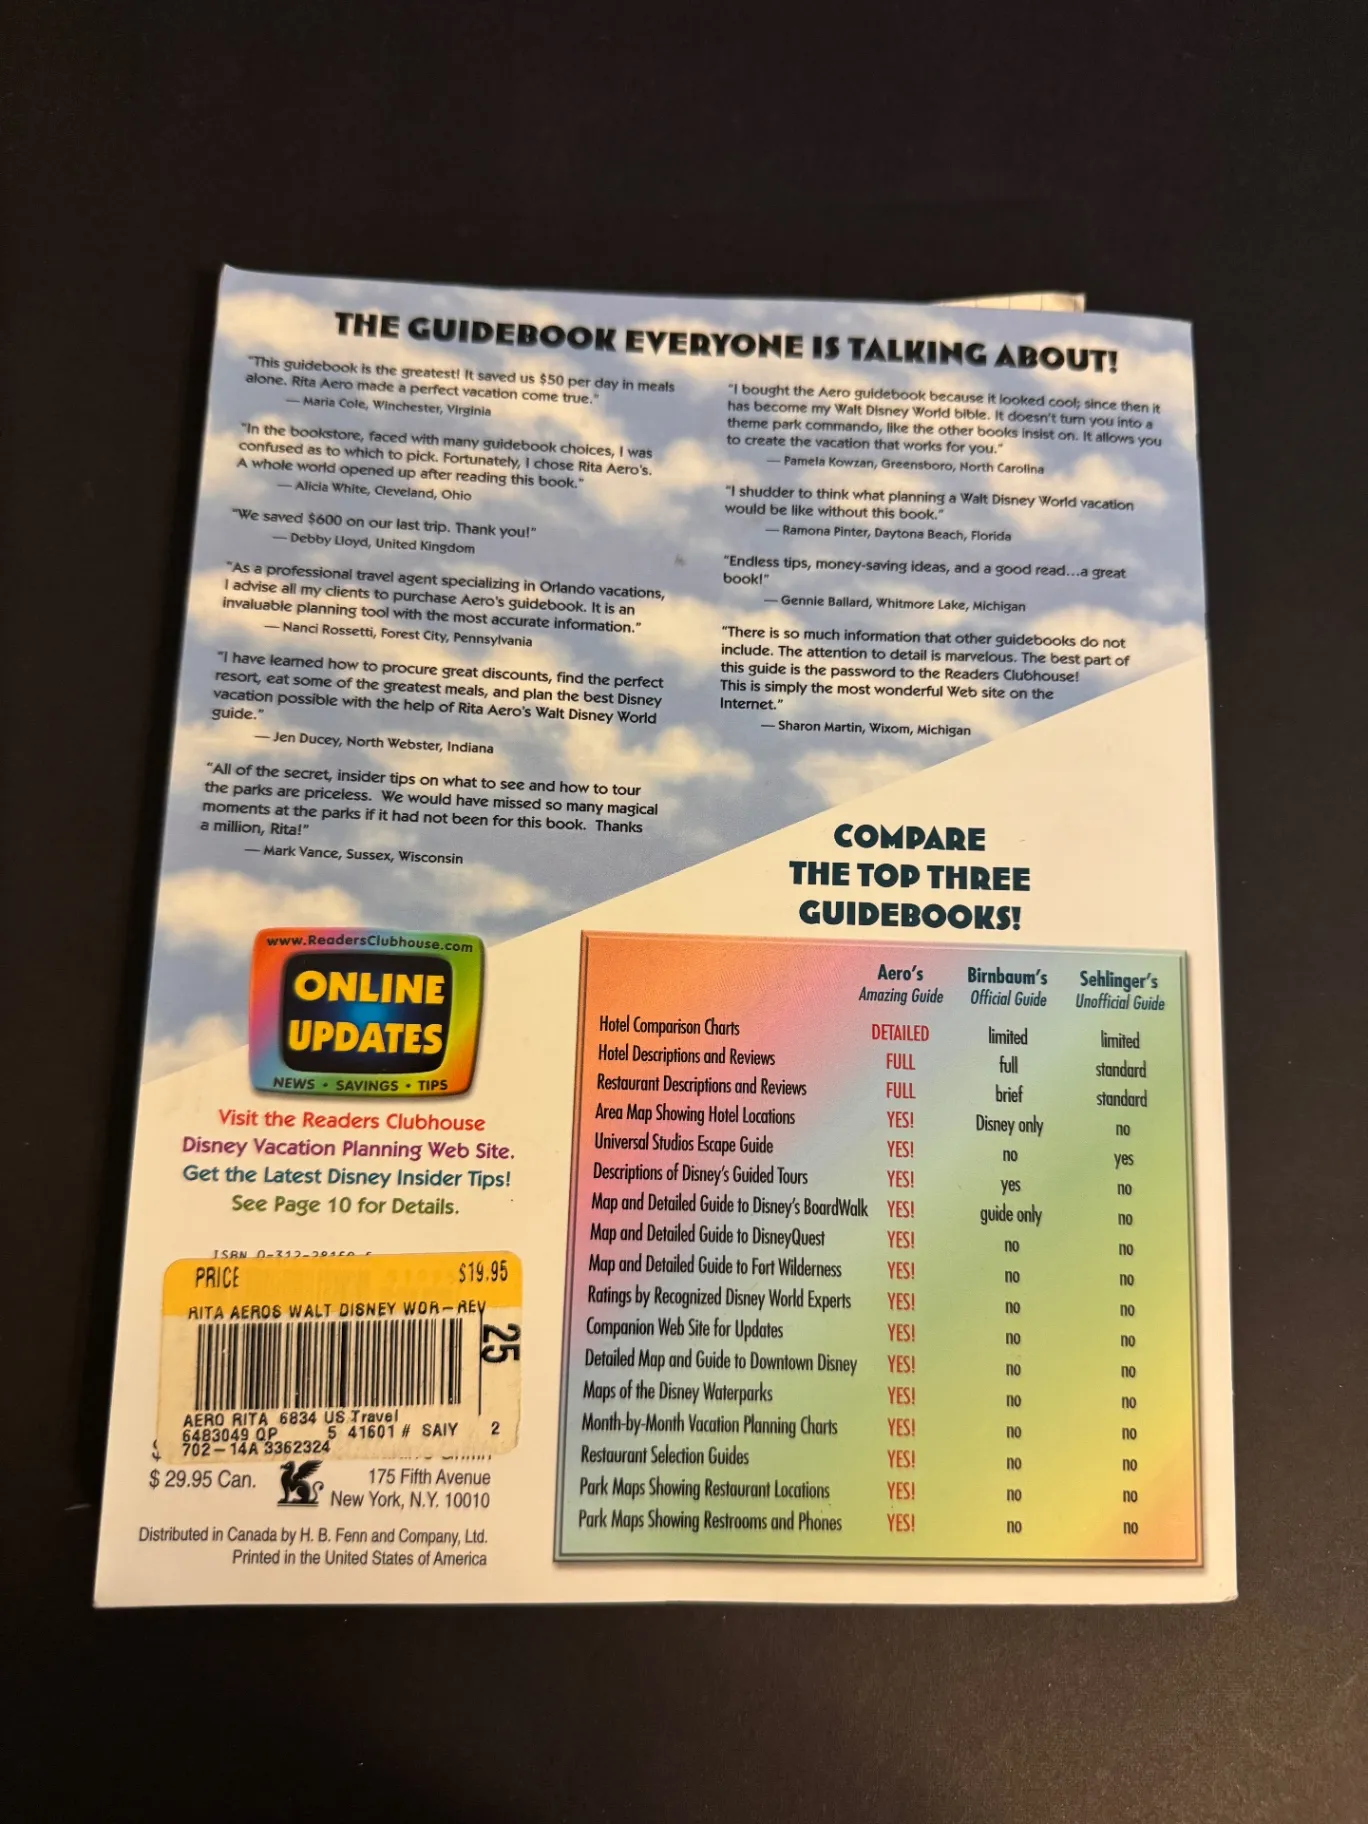 THE GUIDEBOOK EVERYONE IS TALKING ABOUT!
"This guidebook is the greatest! It saved us $50 per day in meals
alone. Rita Aero made a perfect vacation come true."
— Maria Cole, Winchester, Virginia
"In the bookstore, faced with many guidebook choices, I was
confused as to which to pick. Fortunately, I chose Rita Aero's.
A whole world opened up after reading this book."
— Alicia White, Cleveland, Ohio
"We saved $600 on our last trip. Thank you!"
— Debby Lloyd, United Kingdom
"As a professional travel agent specializing in Orlando vacations,
I advise all my clients to purchase Aero's guidebook. It is an
invaluable planning tool with the most accurate information."
— Nanci Rossetti, Forest City, Pennsylvania
"I have learned how to procure great discounts, find the perfect
resort, eat some of the greatest meals, and plan the best Disney
vacation possible with the help of Rita Aero's Walt Disney World
guide."
— Jen Ducey, North Webster, Indiana
"All of the secret, insider tips on what to see and how to tour
the parks are priceless. We would have missed so many magical
moments at the parks if it had not been for this book. Thanks
a million, Rita!"
— Mark Vance, Sussex, Wisconsin
"I bought the Aero guidebook because it looked cool; since then it
has become my Walt Disney World bible. It doesn't turn you into a
theme park commando, like the other books insist on. It allows you
to create the vacation that works for you."
— Pamela Kowzan, Greensboro, North Carolina
"I shudder to think what planning a Walt Disney World vacation
would be like without this book."
— Ramona Pinter, Daytona Beach, Florida
"Endless tips, money-saving ideas, and a good read...a great
book!"
— Gennie Ballard, Whitmore Lake, Michigan
"There is so much information that other guidebooks do not
include. The attention to detail is marvelous. The best part of
this guide is the password to the Readers Clubhouse!
This is simply the most wonderful Web site on the
Internet."
— Sharon Martin, Wixom, Michigan
COMPARE
THE TOP THREE
GUIDEBOOKS!
Aero's Birnbaum's Sehlinger's
Amazing Guide Official Guide Unofficial Guide
Hotel Comparison Charts DETAILED limited limited
Hotel Descriptions and Reviews FULL full standard
Restaurant Descriptions and Reviews FULL brief standard
Area Map Showing Hotel Locations YES! Disney only no
Universal Studios Escape Guide YES! no yes
Descriptions of Disney's Guided Tours YES! yes no
Map and Detailed Guide to Disney's BoardWalk YES! guide only no
Map and Detailed Guide to DisneyQuest YES! no no
Map and Detailed Guide to Fort Wilderness YES! no no
Ratings by Recognized Disney World Experts YES! no no
Companion Web Site for Updates YES! no no
Detailed Map and Guide to Downtown Disney YES! no no
Maps of the Disney Waterparks YES! no no
Month-by-Month Vacation Planning Charts YES! no no
Restaurant Selection Guides YES! no no
Park Maps Showing Restaurant Locations YES! no no
Park Maps Showing Restrooms and Phones YES! no no
www.ReadersClubhouse.com
ONLINE
UPDATES
NEWS • SAVINGS • TIPS
Visit the Readers Clubhouse
Disney Vacation Planning Web Site.
Get the Latest Disney Insider Tips!
See Page 10 for Details.
ISBN
PRICE $19.95
RITA AEROS WALT DISNEY WOR-REV
25
AERO RITA 6834 US Travel
6483049 QP 5 41601 # SAIY 2
702-14A 3362324
$ 29.95 Can.
175 Fifth Avenue
New York, N.Y. 10010
Distributed in Canada by H. B. Fenn and Company, Ltd.
Printed in the United States of America